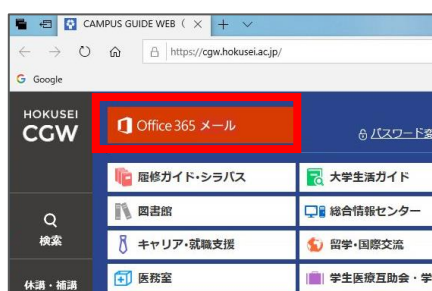 CAMPUS GUIDE WEB (
https://cgw.hokusei.ac.jp/
G Google
HOKUSEI
CGW
Office 365 メール
パスワード変
履修ガイド・シラバス
大学生活ガイド
図書館
総合情報センター
検索
キャリア・就職支援
留学・国際交流
休講・補講
医務室
学生医療互助会・学